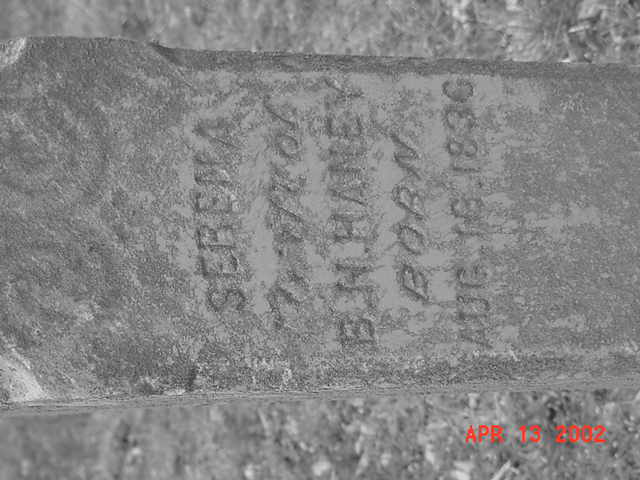 SERENA
Wife of
B.H. HANEY
BORN
AUG. 18. 1836
APR 13 2002